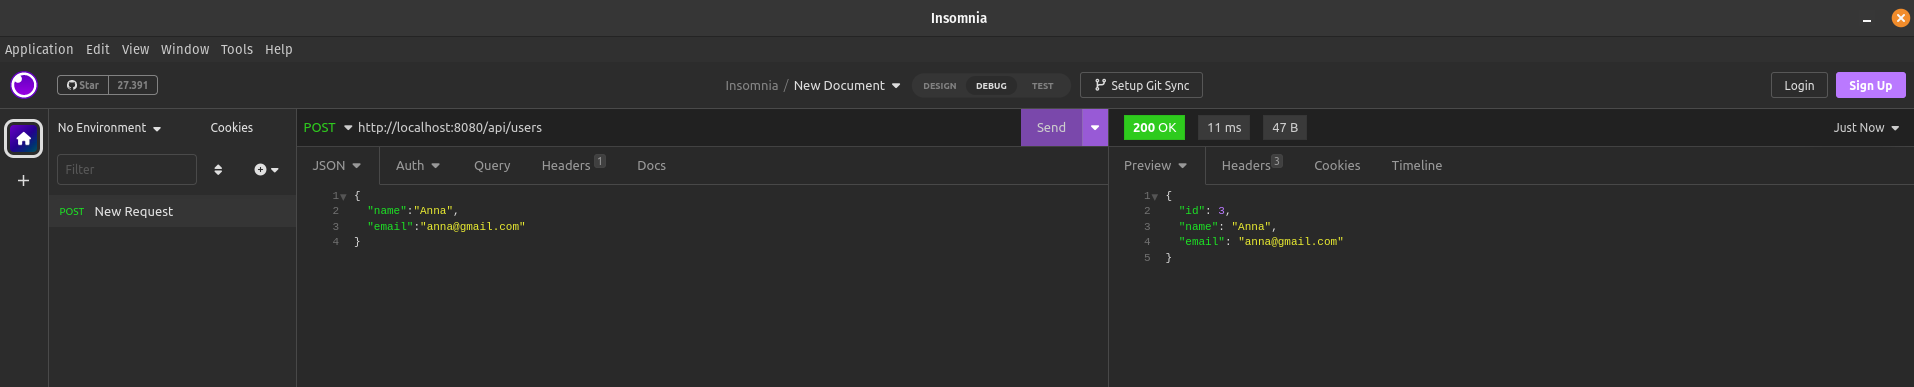 Insomnia
Application Edit View Window Tools Help
Star 27.391 Insomnia / New Document DESIGN DEBUG TEST Setup Git Sync Login Sign Up
No Environment Cookies POST http://localhost:8080/api/users Send 200 OK 11 ms 47 B Just Now
Filter JSON Auth Query Headers 1 Docs Preview Headers 3 Cookies Timeline
POST New Request
1 {
2 "name":"Anna",
3 "email":"anna@gmail.com"
4 }
1 {
2 "id": 3,
3 "name": "Anna",
4 "email": "anna@gmail.com"
5 }